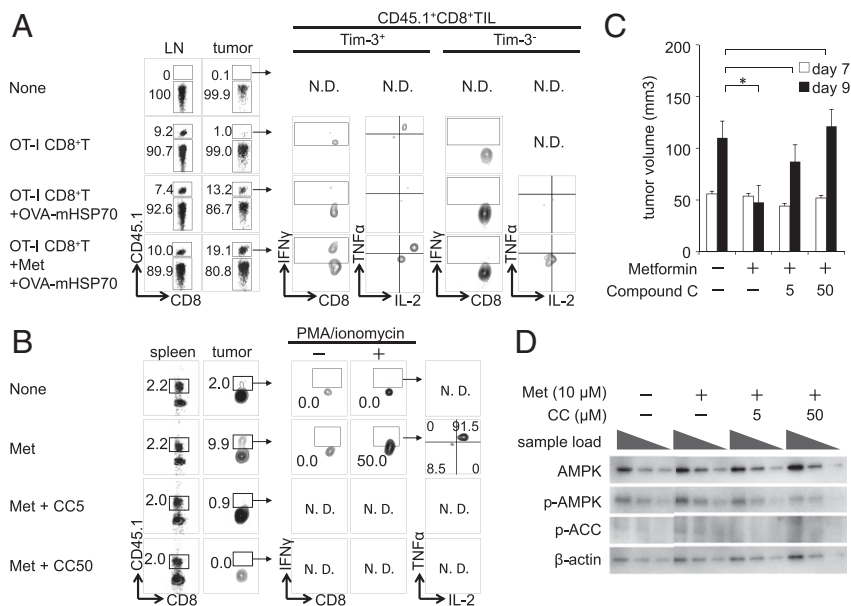 A
CD45.1+CD8+TIL
LN tumor Tim-3+ Tim-3-
None
0 0.1
100 99.9
N.D. N.D. N.D. N.D.
OT-I CD8+T
9.2 1.0
90.7 99.0
N.D.
OT-I CD8+T
+OVA-mHSP70
7.4 13.2
92.6 86.7
OT-I CD8+T
+Met
+OVA-mHSP70
10.0 19.1
89.9 80.8
CD45.1 IFNγ TNFα IFNγ TNFα
CD8 CD8 IL-2 CD8 IL-2
B
PMA/ionomycin
spleen tumor − +
None
2.2 2.0
0.0 0.0
N. D.
Met
2.2 9.9
0.0 50.0
0 91.5
8.5 0
Met + CC5
2.0 0.9
N. D. N. D. N. D.
Met + CC50
2.0 0.0
N. D. N. D. N. D.
CD45.1 IFNγ TNFα
CD8 CD8 IL-2
C
tumor volume (mm3)
200
150
100
50
0
day 7
day 9
*
Metformin − + + +
Compound C − − 5 50
D
Met (10 μM) − + + +
CC (μM) − − 5 50
sample load
AMPK
p-AMPK
p-ACC
β-actin